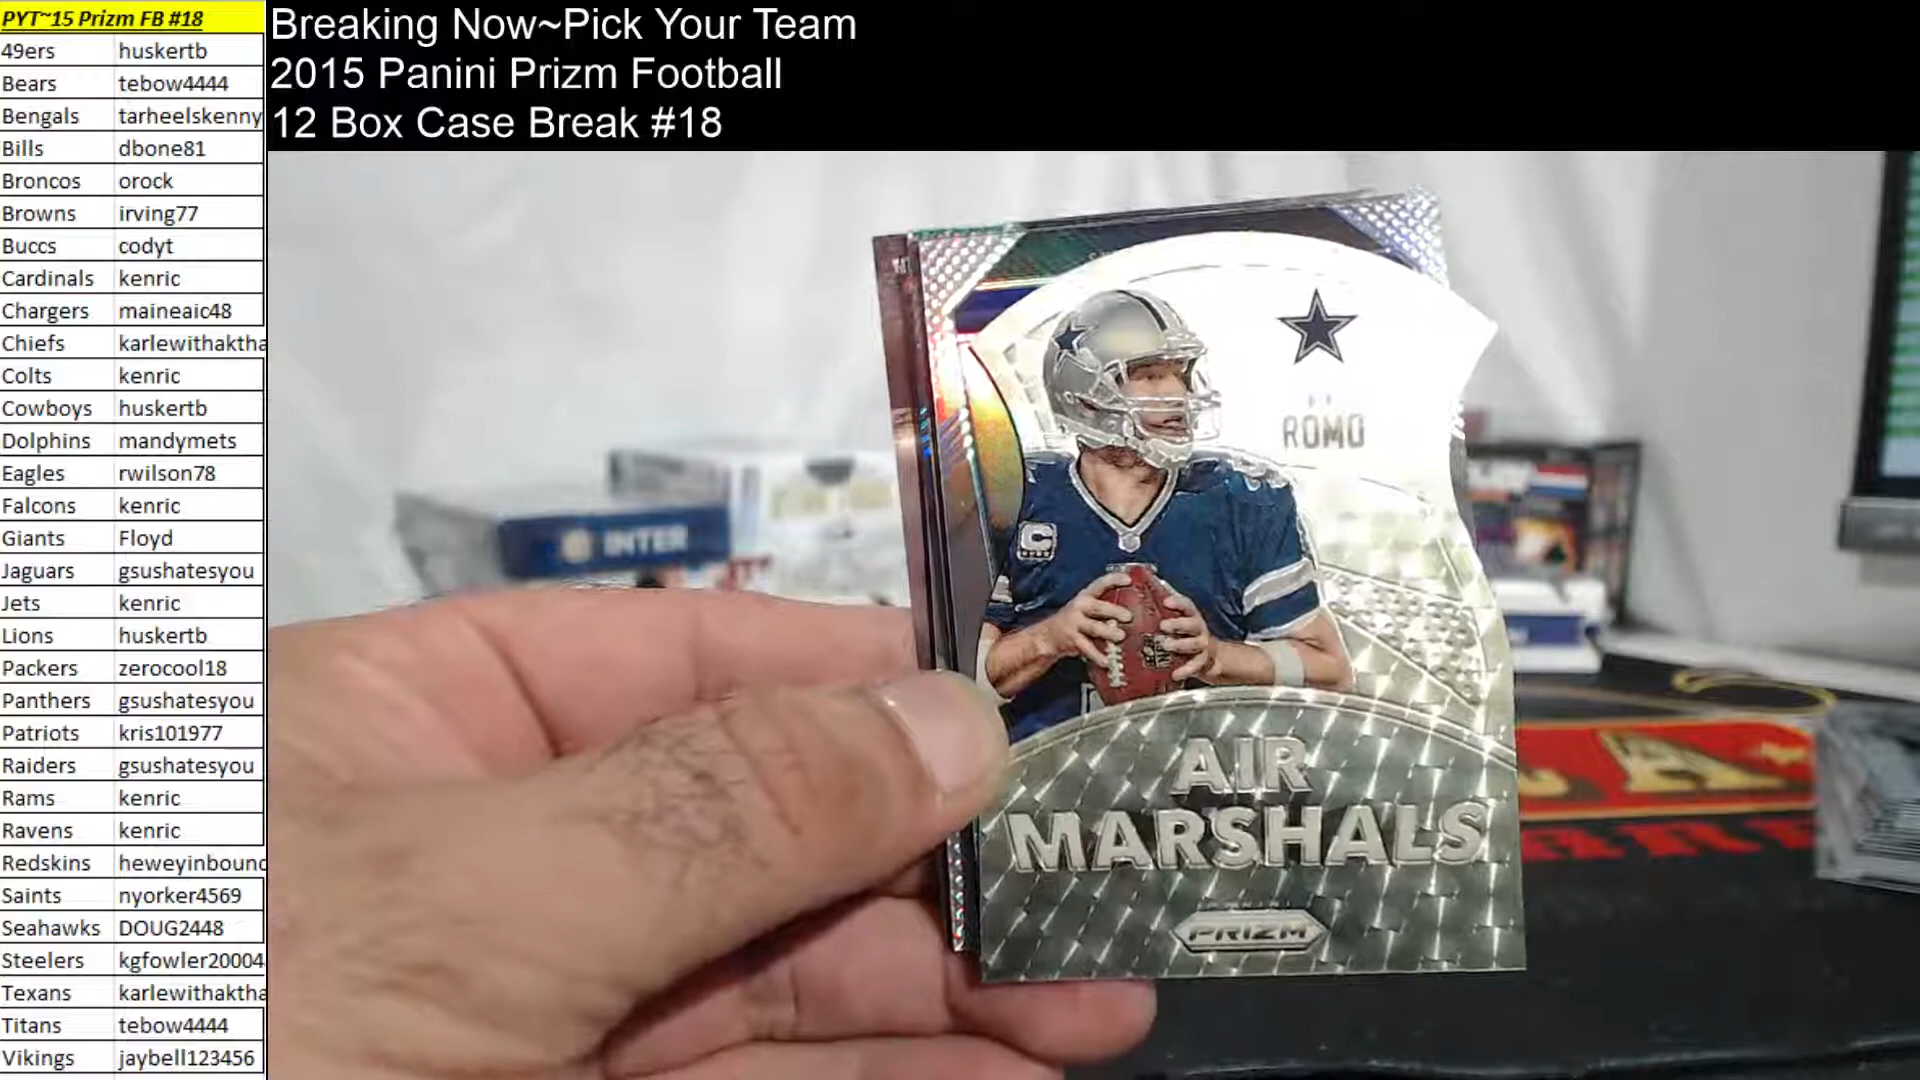 PYT~15 Prizm FB #18
49ers huskertb
Bears tebow4444
Bengals tarheelskenny
Bills dbone81
Broncos orock
Browns irving77
Buccs codyt
Cardinals kenric
Chargers maineaic48
Chiefs karlewithaktha
Colts kenric
Cowboys huskertb
Dolphins mandymets
Eagles rwilson78
Falcons kenric
Giants Floyd
Jaguars gsushatesyou
Jets kenric
Lions huskertb
Packers zerocool18
Panthers gsushatesyou
Patriots kris101977
Raiders gsushatesyou
Rams kenric
Ravens kenric
Redskins heweyinbound
Saints nyorker4569
Seahawks DOUG2448
Steelers kgfowler20004
Texans karlewithaktha
Titans tebow4444
Vikings jaybell123456
Breaking Now~Pick Your Team
2015 Panini Prizm Football
12 Box Case Break #18
ROMO
C
AIR
MARSHALS
PANINI
PRIZM
INTER